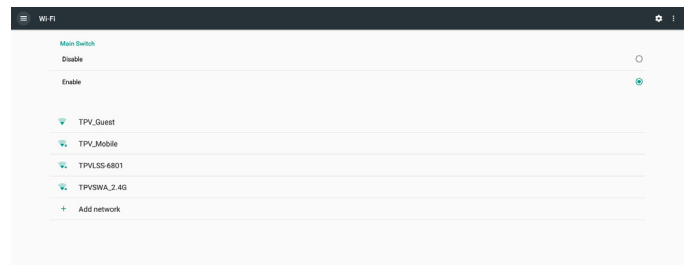 Wi-Fi
Main Switch
Disable
Enable
TPV_Guest
TPV_Mobile
TPVLSS-6801
TPVSWA_2.4G
Add network